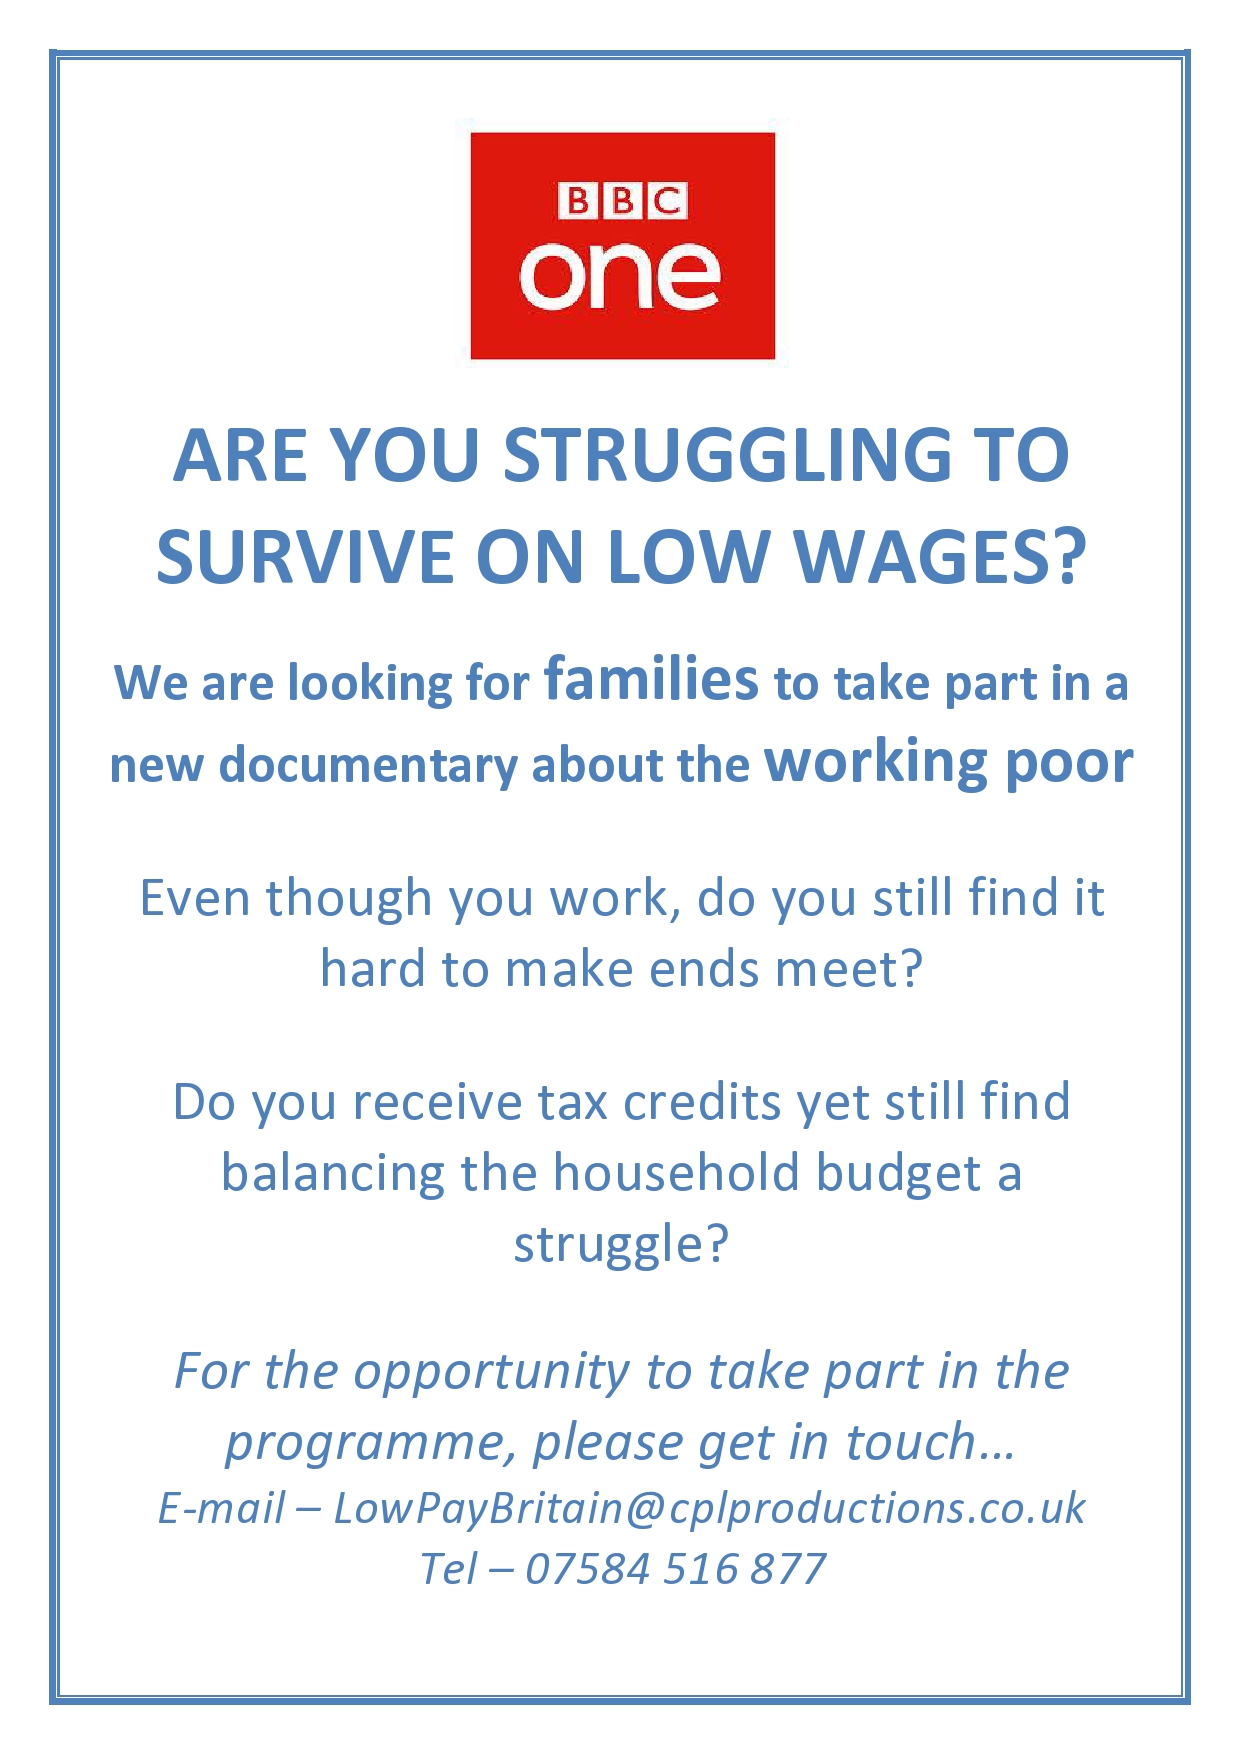 BBC
one
ARE YOU STRUGGLING TO
SURVIVE ON LOW WAGES?
We are looking for families to take part in a
new documentary about the working poor
Even though you work, do you still find it
hard to make ends meet?
Do you receive tax credits yet still find
balancing the household budget a
struggle?
For the opportunity to take part in the
programme, please get in touch…
E-mail – LowPayBritain@cplproductions.co.uk
Tel – 07584 516 877